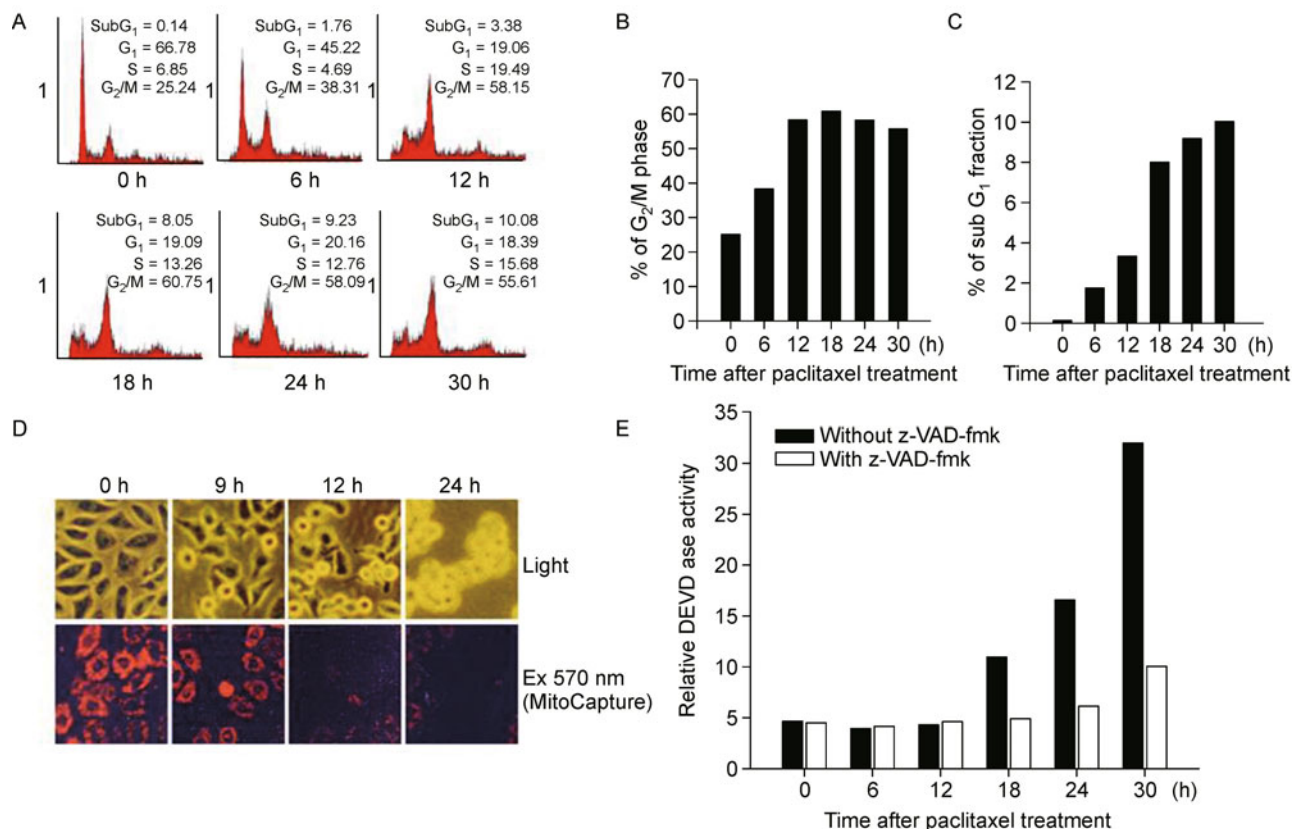 A
SubG₁ = 0.14
G₁ = 66.78
S = 6.85
G₂/M = 25.24
1
0 h
SubG₁ = 1.76
G₁ = 45.22
S = 4.69
G₂/M = 38.31
1
6 h
SubG₁ = 3.38
G₁ = 19.06
S = 19.49
G₂/M = 58.15
1
12 h
SubG₁ = 8.05
G₁ = 19.09
S = 13.26
G₂/M = 60.75
1
18 h
SubG₁ = 9.23
G₁ = 20.16
S = 12.76
G₂/M = 58.09
1
24 h
SubG₁ = 10.08
G₁ = 18.39
S = 15.68
G₂/M = 55.61
1
30 h
B
% of G₂/M phase
70
60
50
40
30
20
10
0
0 6 12 18 24 30 (h)
Time after paclitaxel treatment
C
% of sub G₁ fraction
12
10
8
6
4
2
0
0 6 12 18 24 30 (h)
Time after paclitaxel treatment
D
0 h 9 h 12 h 24 h
Light
Ex 570 nm
(MitoCapture)
E
Relative DEVD ase activity
35
30
25
20
15
10
5
0
Without z-VAD-fmk
With z-VAD-fmk
0 6 12 18 24 30 (h)
Time after paclitaxel treatment